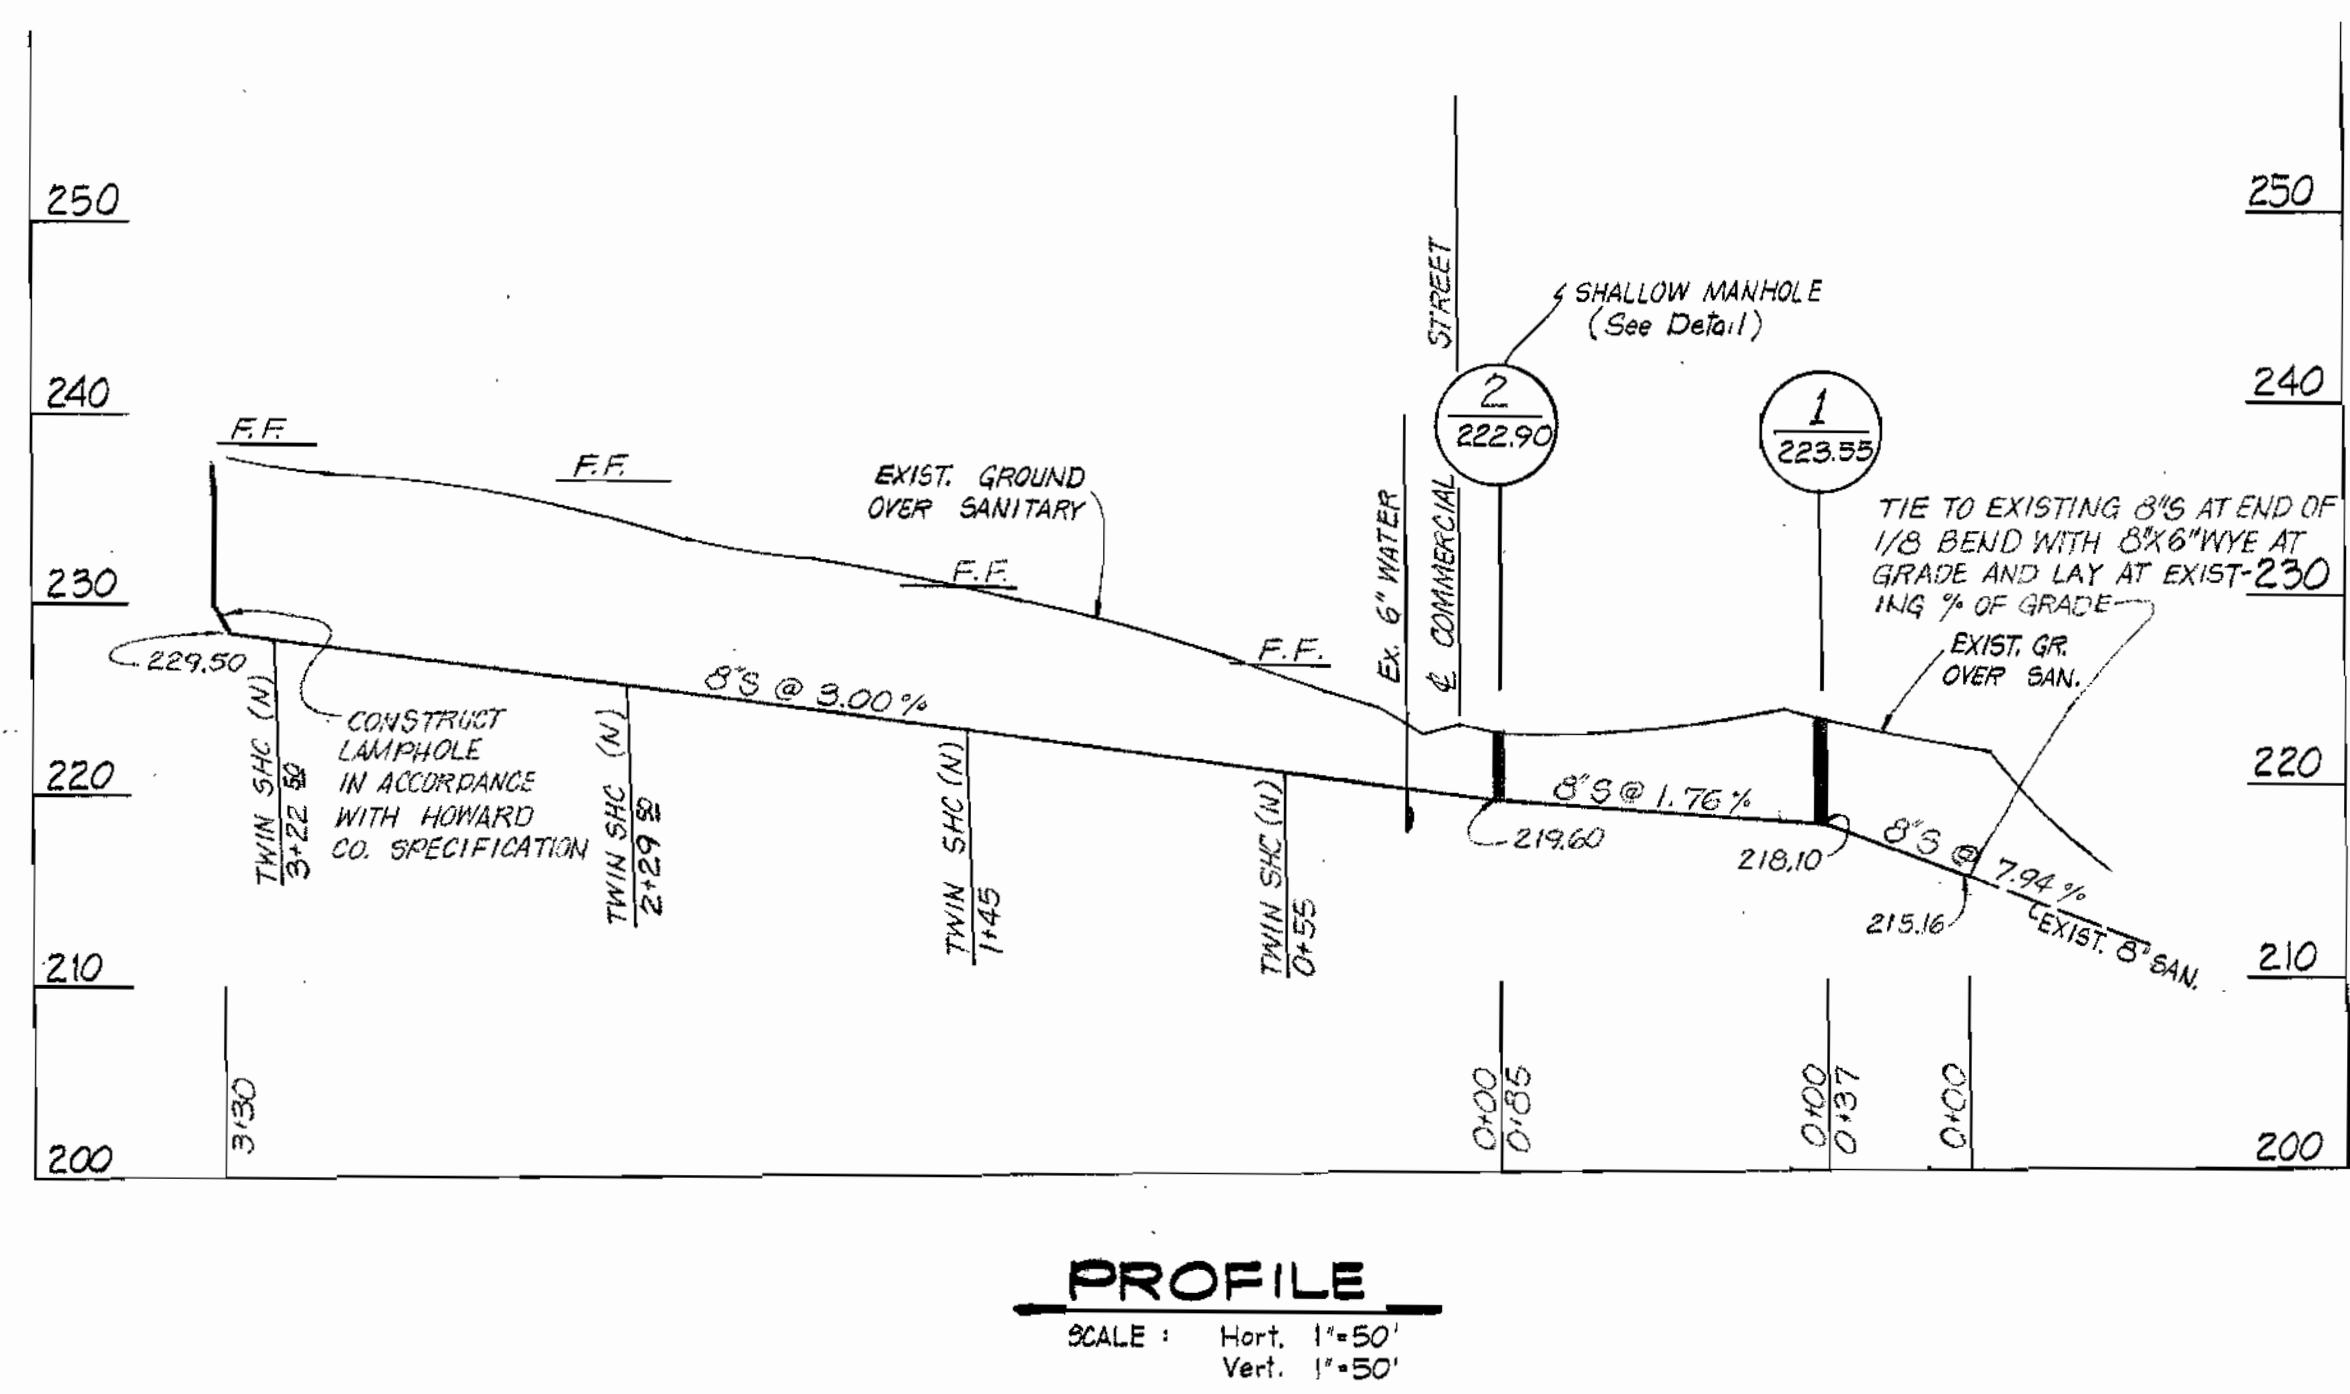 250
240
230
220
210
200
F.F.
F.F.
EXIST. GROUND
OVER SANITARY
F.F.
F.F.
229.50
TWIN SHC (N)
3+22 50
CONSTRUCT
LAMPHOLE
IN ACCORDANCE
WITH HOWARD
CO. SPECIFICATION
TWIN SHC (N)
2+29 50
8"S @ 3.00%
TWIN SHC (N)
1+45
TWIN SHC (N)
0+55
Ex. 6" WATER
℄ COMMERCIAL STREET
SHALLOW MANHOLE
(See Detail)
2
222.90
1
223.55
TIE TO EXISTING 8"S AT END OF
1/8 BEND WITH 8"X6" WYE AT
GRADE AND LAY AT EXIST-
ING % OF GRADE
EXIST. GR.
OVER SAN.
8"S @ 1.76%
219.60
218.10
8"S @ 7.94%
215.16
EXIST. 8" SAN.
3+30
0+00
0+85
0+00
0+37
0+00
250
240
230
220
210
200
PROFILE
SCALE : Hort. 1"=50'
Vert. 1"=50'